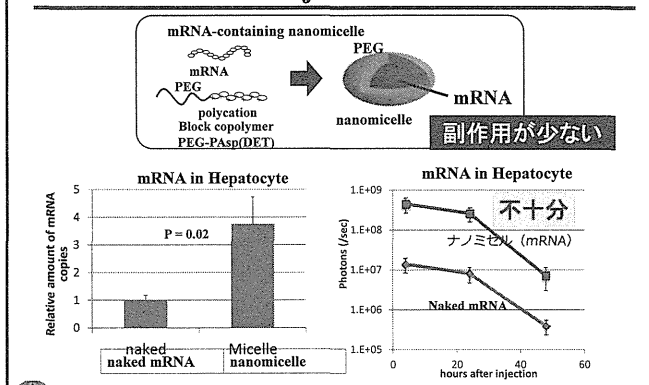 mRNA-containing nanomicelle
mRNA
PEG
polycation
Block copolymer
PEG-PAsp(DET)
PEG
mRNA
nanomicelle
副作用が少ない
mRNA in Hepatocyte
Relative amount of mRNA
copies
5
4
3
2
1
0
P = 0.02
naked
Micelle
naked mRNA
nanomicelle
mRNA in Hepatocyte
Photons (/sec)
1.E+09
1.E+08
1.E+07
1.E+06
1.E+05
不十分
ナノミセル（mRNA）
Naked mRNA
0
20
40
60
hours after injection